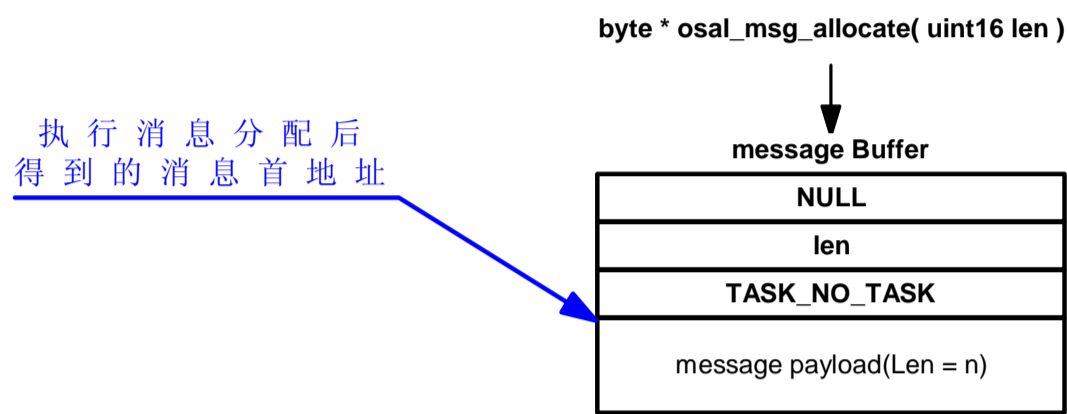 byte * osal_msg_allocate( uint16 len )
执行消息分配后
得到的消息首地址
message Buffer
NULL
len
TASK_NO_TASK
message payload(Len = n)